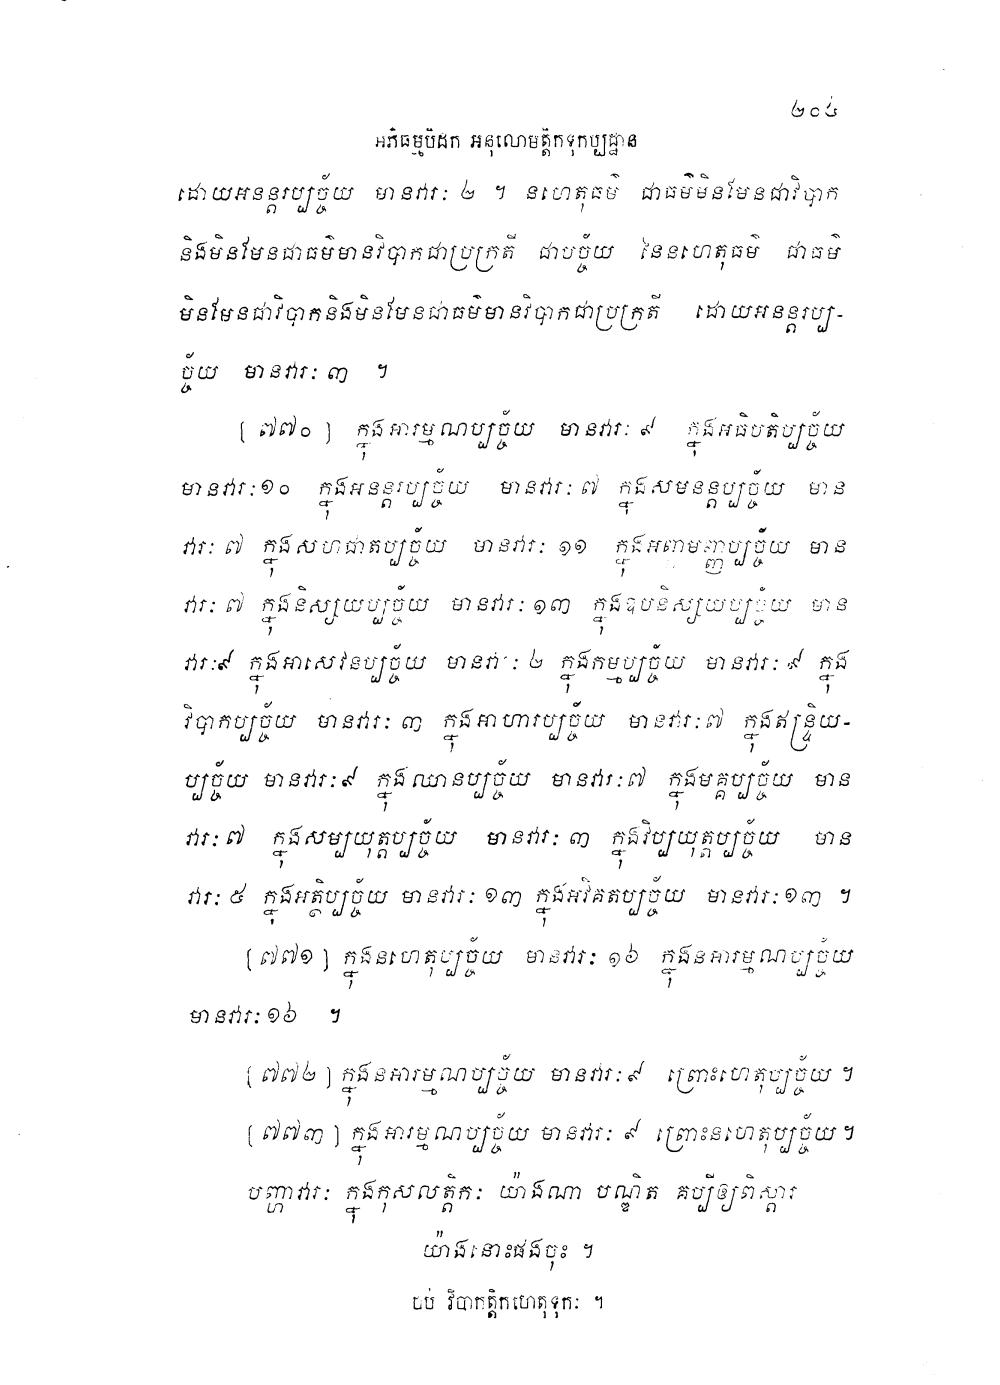 ២០៤
អភិធម្មបិដក អនុលោមត្តិកទុកប្បដ្ឋាន
ដោយអនន្តរប្បច្ច័យ មានវារៈ ២ ។ នហេតុធម៌ ជាធម៌មិនមែនជាវិបាក
និងមិនមែនជាធម៌មានវិបាកជាប្រក្រតី ជាបច្ច័យ នៃនហេតុធម៌ ជាធម៌
មិនមែនជាវិបាកនិងមិនមែនជាធម៌មានវិបាកជាប្រក្រតី ដោយអនន្តរប្ប-
ច្ច័យ មានវារៈ ៣ ។
[៧៧០] ក្នុងអារម្មណប្បច្ច័យ មានវារៈ ៩ ក្នុងអធិបតិប្បច្ច័យ
មានវារៈ១០ ក្នុងអនន្តរប្បច្ច័យ មានវារៈ ៧ ក្នុងសមនន្តប្បច្ច័យ មាន
វារៈ ៧ ក្នុងសហជាតប្បច្ច័យ មានវារៈ ១១ ក្នុងអញ្ញមញ្ញប្បច្ច័យ មាន
វារៈ ៧ ក្នុងនិស្សយប្បច្ច័យ មានវារៈ ១៣ ក្នុងឧបនិស្សយប្បច្ច័យ មាន
វារៈ៩ ក្នុងអាសេវនប្បច្ច័យ មានវារៈ ២ ក្នុងកម្មប្បច្ច័យ មានវារៈ ៩ ក្នុង
វិបាកប្បច្ច័យ មានវារៈ ៣ ក្នុងអាហារប្បច្ច័យ មានវារៈ ៧ ក្នុងឥន្ទ្រិយ-
ប្បច្ច័យ មានវារៈ ៩ ក្នុងឈានប្បច្ច័យ មានវារៈ៧ ក្នុងមគ្គប្បច្ច័យ មាន
វារៈ ៧ ក្នុងសម្បយុត្តប្បច្ច័យ មានវារៈ ៣ ក្នុងវិប្បយុត្តប្បច្ច័យ មាន
វារៈ ៥ ក្នុងអត្ថិប្បច្ច័យ មានវារៈ ១៣ ក្នុងអវិគតប្បច្ច័យ មានវារៈ១៣ ។
[៧៧១] ក្នុងនហេតុប្បច្ច័យ មានវារៈ ១៦ ក្នុងនអារម្មណប្បច្ច័យ
មានវារៈ ១៦ ។
[៧៧២] ក្នុងនអារម្មណប្បច្ច័យ មានវារៈ ៩ ព្រោះហេតុប្បច្ច័យ ។
[៧៧៣] ក្នុងអារម្មណប្បច្ច័យ មានវារៈ ៩ ព្រោះនហេតុប្បច្ច័យ ។
បញ្ហាវារៈ ក្នុងកុសលត្តិកៈ យ៉ាងណា បណ្ឌិត គប្បីឲ្យពិស្តារ
យ៉ាងនោះផងចុះ ។
ចប់ វិបាកត្តិកហេតុទុកៈ ។